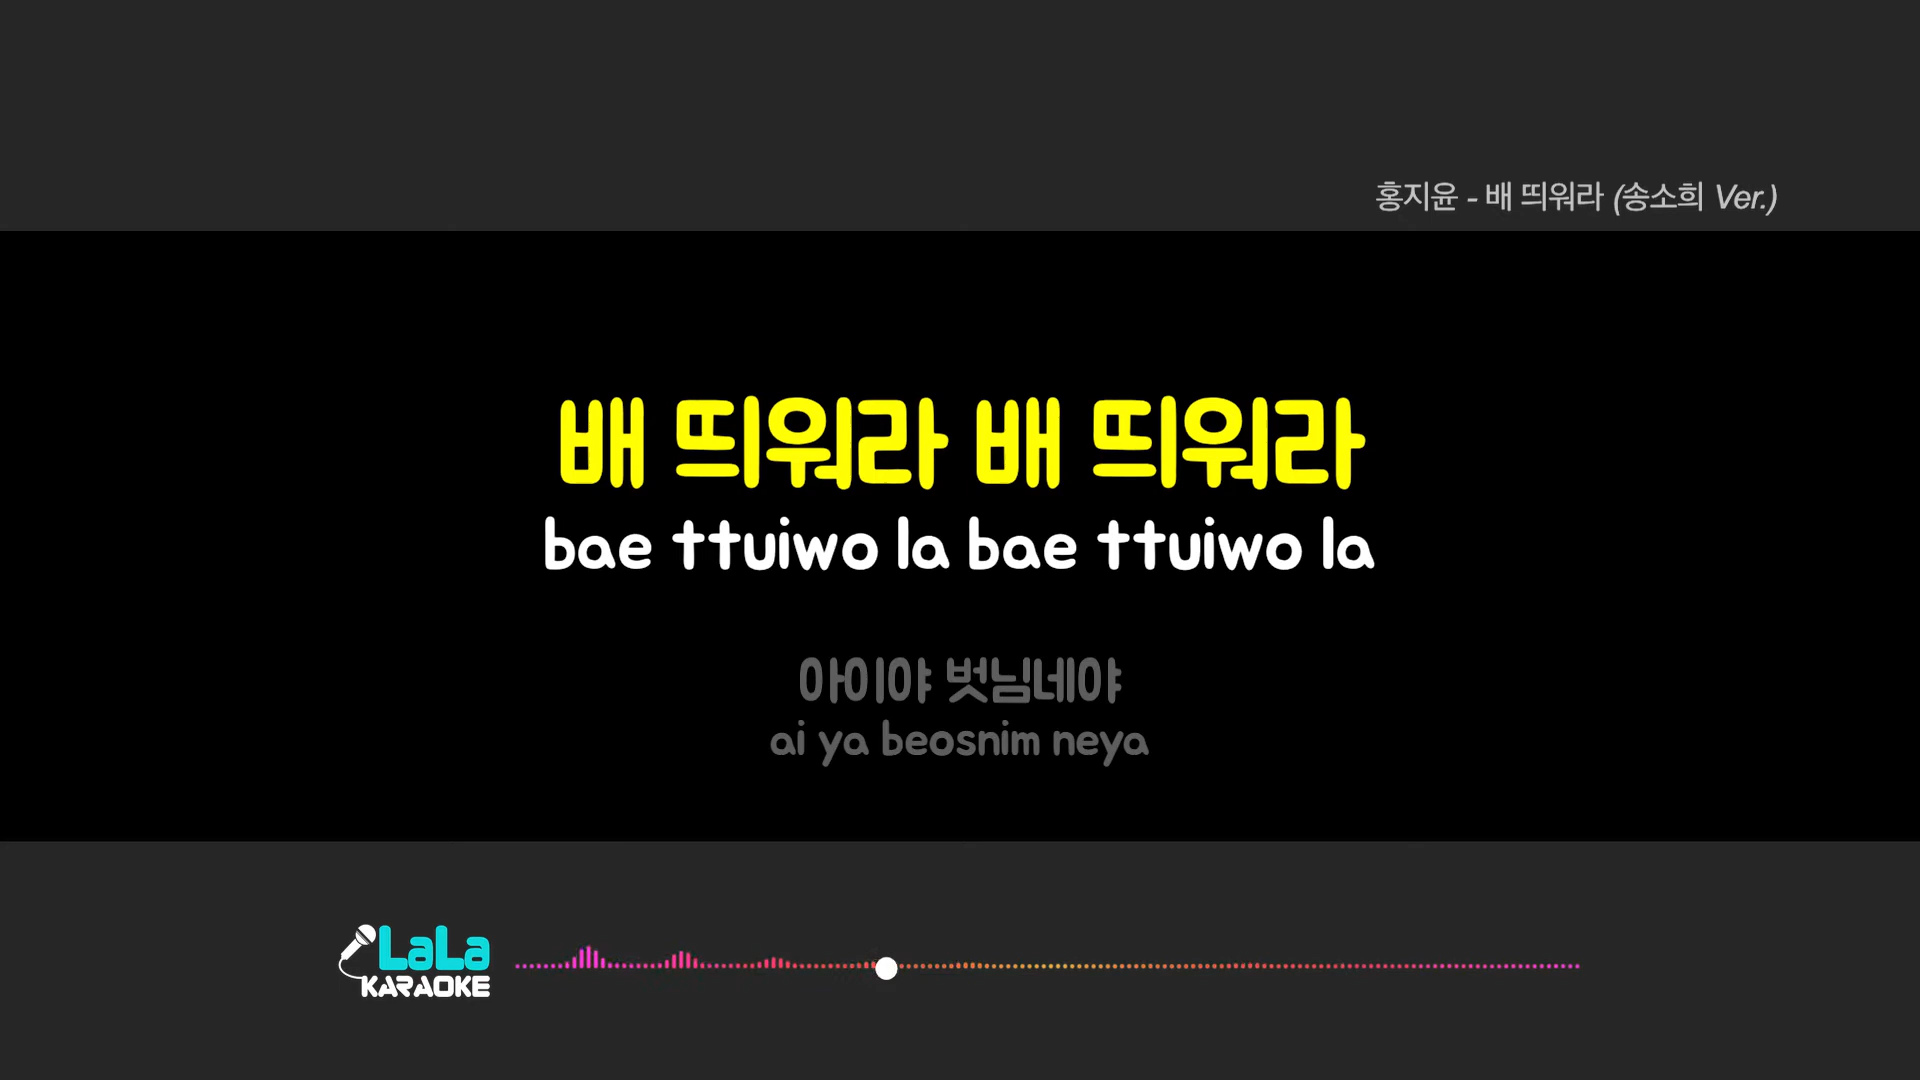 홍지윤 - 배 띄워라 (송소희 Ver.)
배 띄워라 배 띄워라
bae ttuiwo la bae ttuiwo la
아이야 벗님네야
ai ya beosnim neya
LaLa
KARAOKE